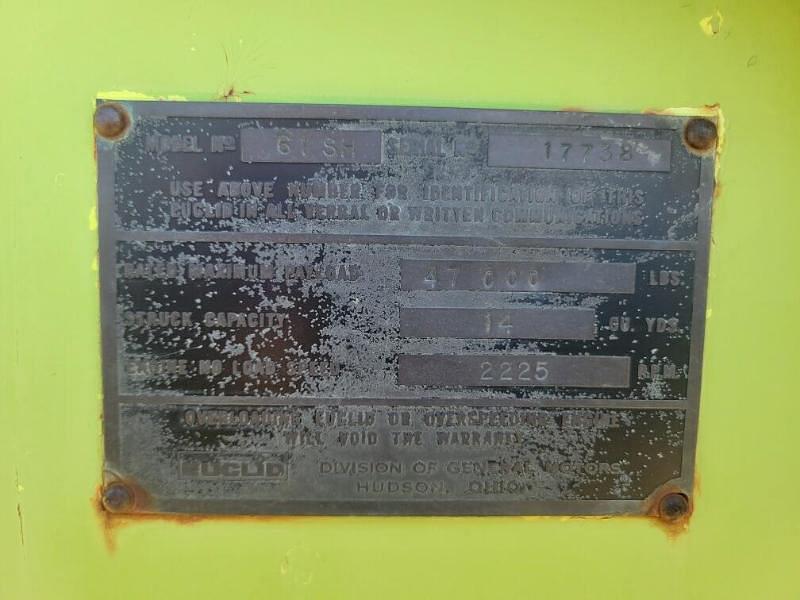 MODEL No 61 SH SERIAL No 17738
USE ABOVE NUMBER FOR IDENTIFICATION OF THIS
EUCLID IN ALL VERBAL OR WRITTEN COMMUNICATIONS
RATED MAXIMUM PAYLOAD 47 000 LBS.
STRUCK CAPACITY 14 CU. YDS.
ENGINE NO LOAD SPEED 2225 R.P.M.
OVERLOADING EUCLID OR OVERSPEEDING ENGINE
WILL VOID THE WARRANTY
EUCLID DIVISION OF GENERAL MOTORS
HUDSON, OHIO